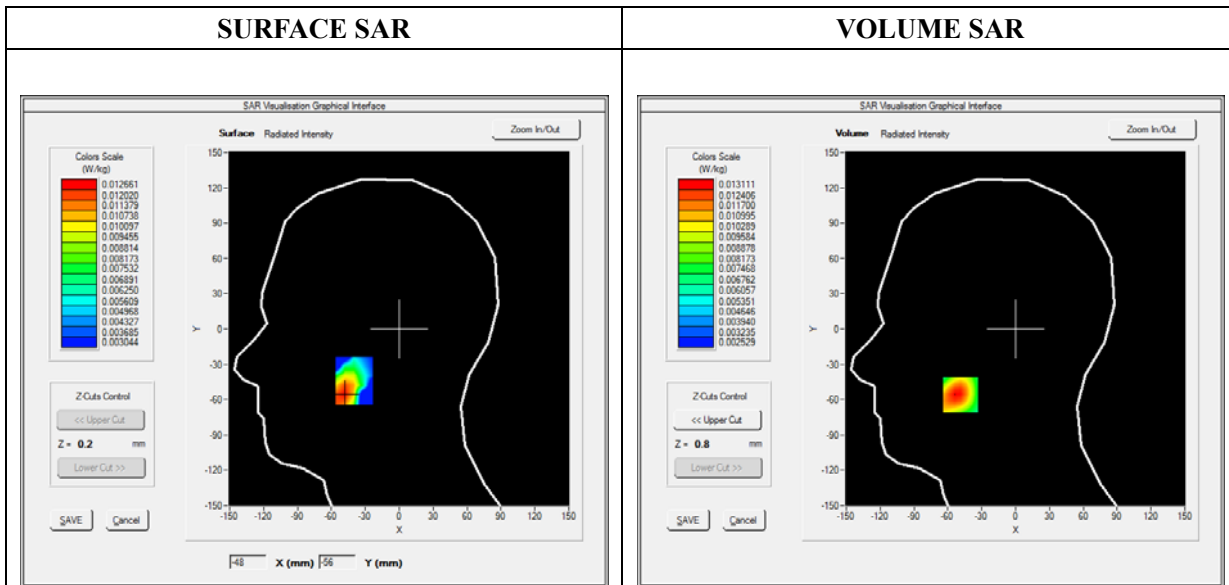 SURFACE SAR
VOLUME SAR
SAR Visualisation Graphical Interface
Surface Radiated Intensity
Zoom In/Out
Colors Scale
(W/kg)
0.012661
0.012020
0.011379
0.010738
0.010097
0.009455
0.008814
0.008173
0.007532
0.006891
0.006250
0.005609
0.004968
0.004327
0.003685
0.003044
Z-Cuts Control
<< Upper Cut
Z = 0.2 mm
Lower Cut >>
SAVE Cancel
150-
120-
90-
60-
30-
Y 0-
-30-
-60-
-90-
-120-
-150-
-150 -120 -90 -60 -30 0 30 60 90 120 150
X
-48 X (mm) -56 Y (mm)
SAR Visualisation Graphical Interface
Volume Radiated Intensity
Zoom In/Out
Colors Scale
(W/kg)
0.013111
0.012406
0.011700
0.010995
0.010289
0.009584
0.008878
0.008173
0.007468
0.006762
0.006057
0.005351
0.004646
0.003940
0.003235
0.002529
Z-Cuts Control
<< Upper Cut
Z = 0.8 mm
Lower Cut >>
SAVE Cancel
150-
120-
90-
60-
30-
Y 0-
-30-
-60-
-90-
-120-
-150-
-150 -120 -90 -60 -30 0 30 60 90 120 150
X